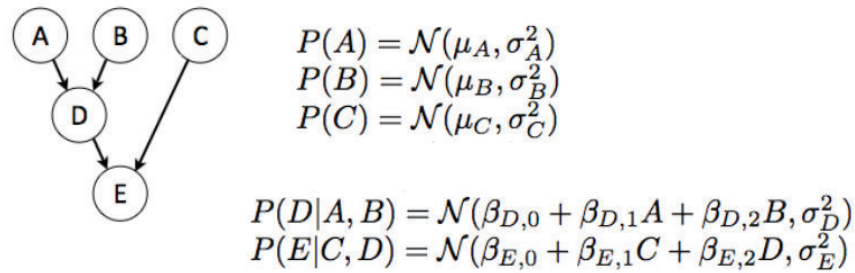 A B C
D
E
P(A) = 𝒩(μ_A, σ_A^2)
P(B) = 𝒩(μ_B, σ_B^2)
P(C) = 𝒩(μ_C, σ_C^2)
P(D|A, B) = 𝒩(β_{D,0} + β_{D,1}A + β_{D,2}B, σ_D^2)
P(E|C, D) = 𝒩(β_{E,0} + β_{E,1}C + β_{E,2}D, σ_E^2)